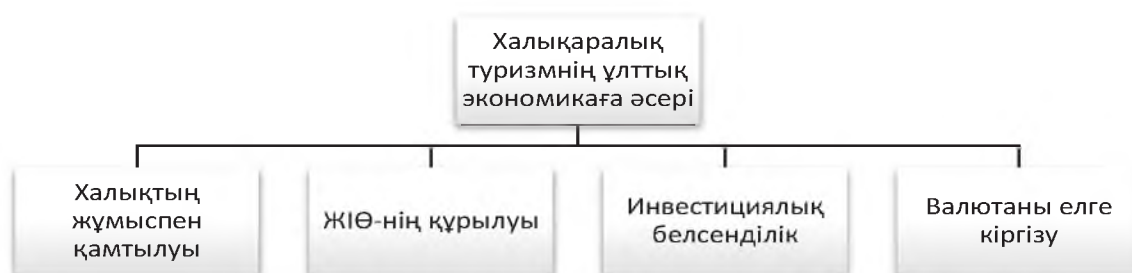 Халықаралық
туризмнің ұлттық
экономикаға әсері
Халықтың
жұмыспен
қамтылуы
ЖІӨ-нің құрылуы
Инвестициялық
белсенділік
Валютаны елге
кіргізу